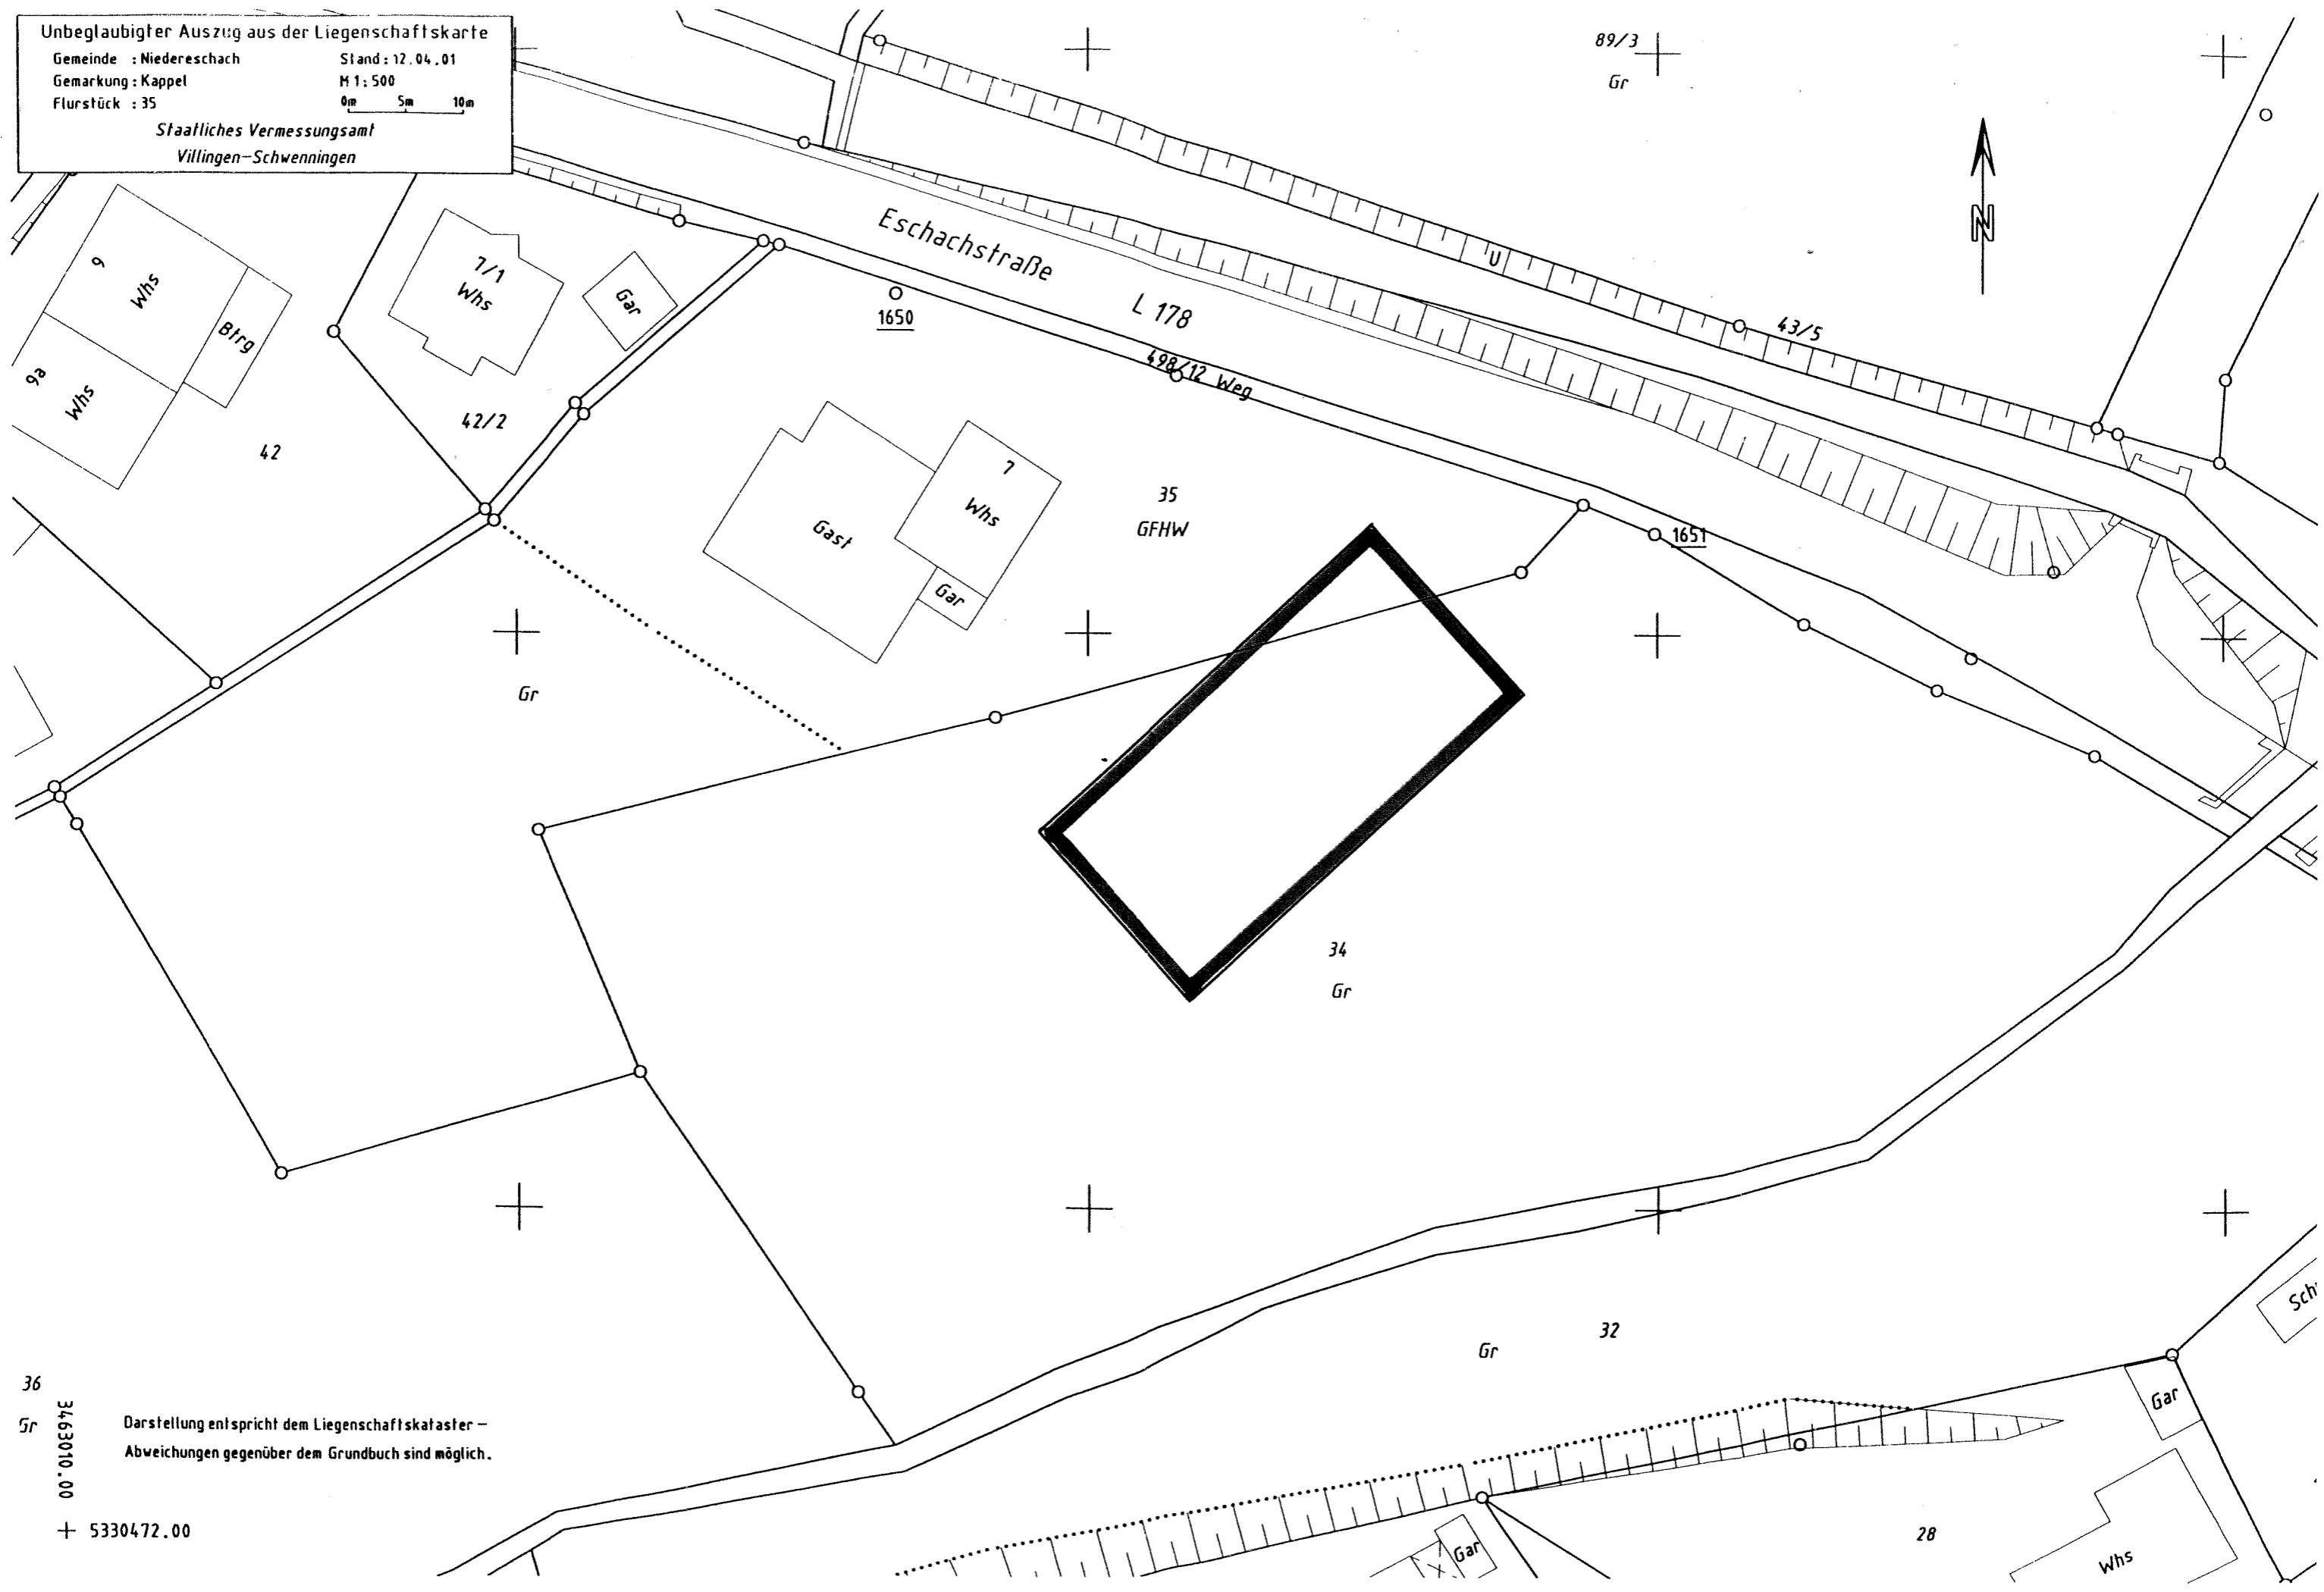 Unbeglaubigter Auszug aus der Liegenschaftskarte
Gemeinde : Niedereschach Stand : 12.04.01
Gemarkung : Kappel M 1 : 500
Flurstück : 35 0m 5m 10m
Staatliches Vermessungsamt
Villingen-Schwenningen
89/3
Gr
N
Eschachstraße
L 178
U
43/5
498/12 Weg
1650
1651
9
Whs
Btrg
9a
Whs
7/1
Whs
Gar
42/2
42
7
Whs
Gast
Gar
35
GFHW
Gr
34
Gr
32
Gr
36
Gr
3463010.00
Darstellung entspricht dem Liegenschaftskataster –
Abweichungen gegenüber dem Grundbuch sind möglich.
5330472.00
Sch
Gar
Gar
28
Whs